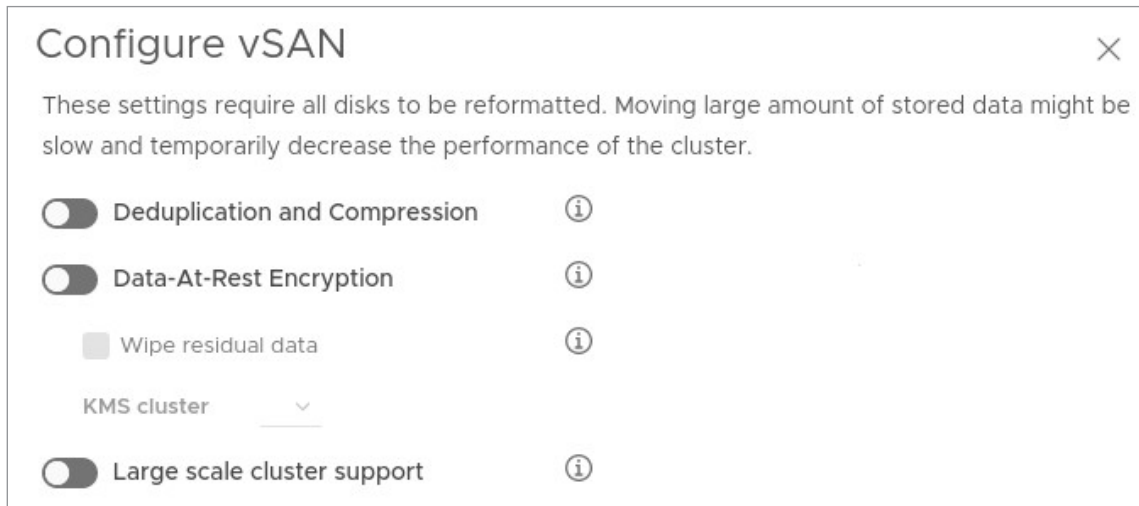 Configure vSAN
These settings require all disks to be reformatted. Moving large amount of stored data might be
slow and temporarily decrease the performance of the cluster.
Deduplication and Compression
Data-At-Rest Encryption
Wipe residual data
KMS cluster
Large scale cluster support